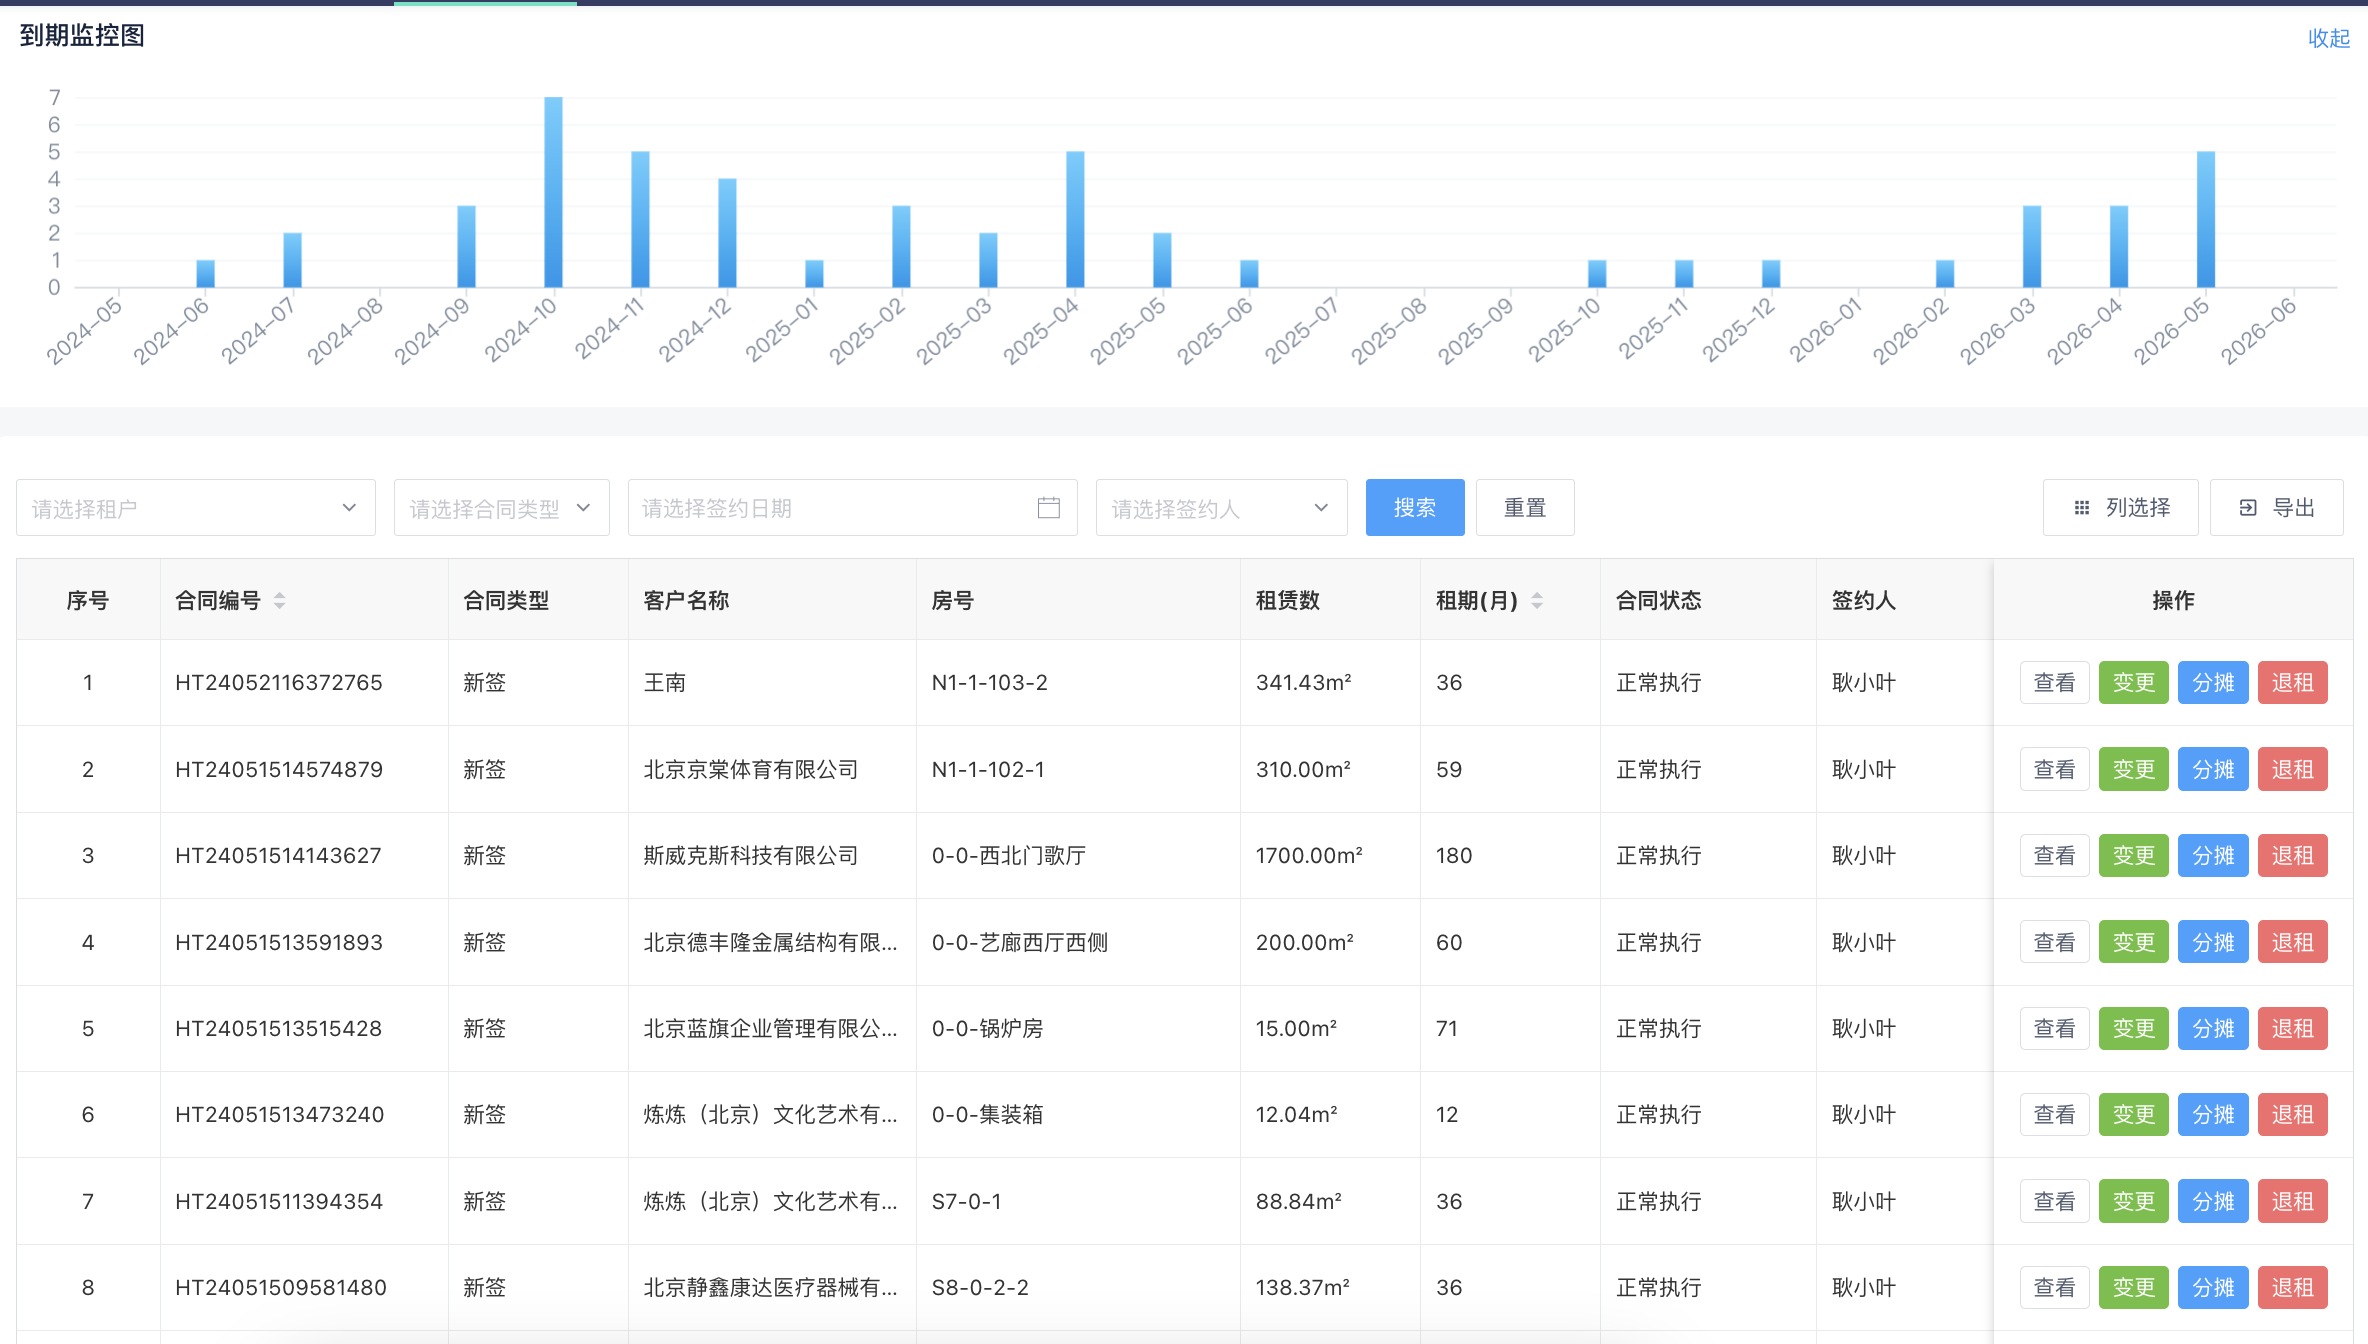 到期监控图
收起
7
6
5
4
3
2
1
0
2024-05 2024-06 2024-07 2024-08 2024-09 2024-10 2024-11 2024-12 2025-01 2025-02 2025-03 2025-04 2025-05 2025-06 2025-07 2025-08 2025-09 2025-10 2025-11 2025-12 2026-01 2026-02 2026-03 2026-04 2026-05 2026-06
请选择租户 请选择合同类型 请选择签约日期 请选择签约人 搜索 重置 列选择 导出
序号 合同编号 合同类型 客户名称 房号 租赁数 租期(月) 合同状态 签约人 操作
1 HT24052116372765 新签 王南 N1-1-103-2 341.43m² 36 正常执行 耿小叶 查看 变更 分摊 退租
2 HT24051514574879 新签 北京京棠体育有限公司 N1-1-102-1 310.00m² 59 正常执行 耿小叶 查看 变更 分摊 退租
3 HT24051514143627 新签 斯威克斯科技有限公司 0-0-西北门歌厅 1700.00m² 180 正常执行 耿小叶 查看 变更 分摊 退租
4 HT24051513591893 新签 北京德丰隆金属结构有限... 0-0-艺廊西厅西侧 200.00m² 60 正常执行 耿小叶 查看 变更 分摊 退租
5 HT24051513515428 新签 北京蓝旗企业管理有限公... 0-0-锅炉房 15.00m² 71 正常执行 耿小叶 查看 变更 分摊 退租
6 HT24051513473240 新签 炼炼（北京）文化艺术有... 0-0-集装箱 12.04m² 12 正常执行 耿小叶 查看 变更 分摊 退租
7 HT24051511394354 新签 炼炼（北京）文化艺术有... S7-0-1 88.84m² 36 正常执行 耿小叶 查看 变更 分摊 退租
8 HT24051509581480 新签 北京静鑫康达医疗器械有... S8-0-2-2 138.37m² 36 正常执行 耿小叶 查看 变更 分摊 退租